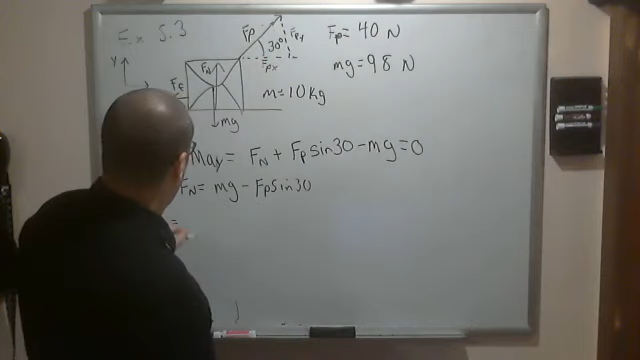 Ex 5.3
y
FP
FPy
30°
FPx
FN
Ff
mg
FP = 40 N
mg = 98 N
m = 10 kg
may = FN + FP sin30 - mg = 0
FN = mg - FP sin30
=